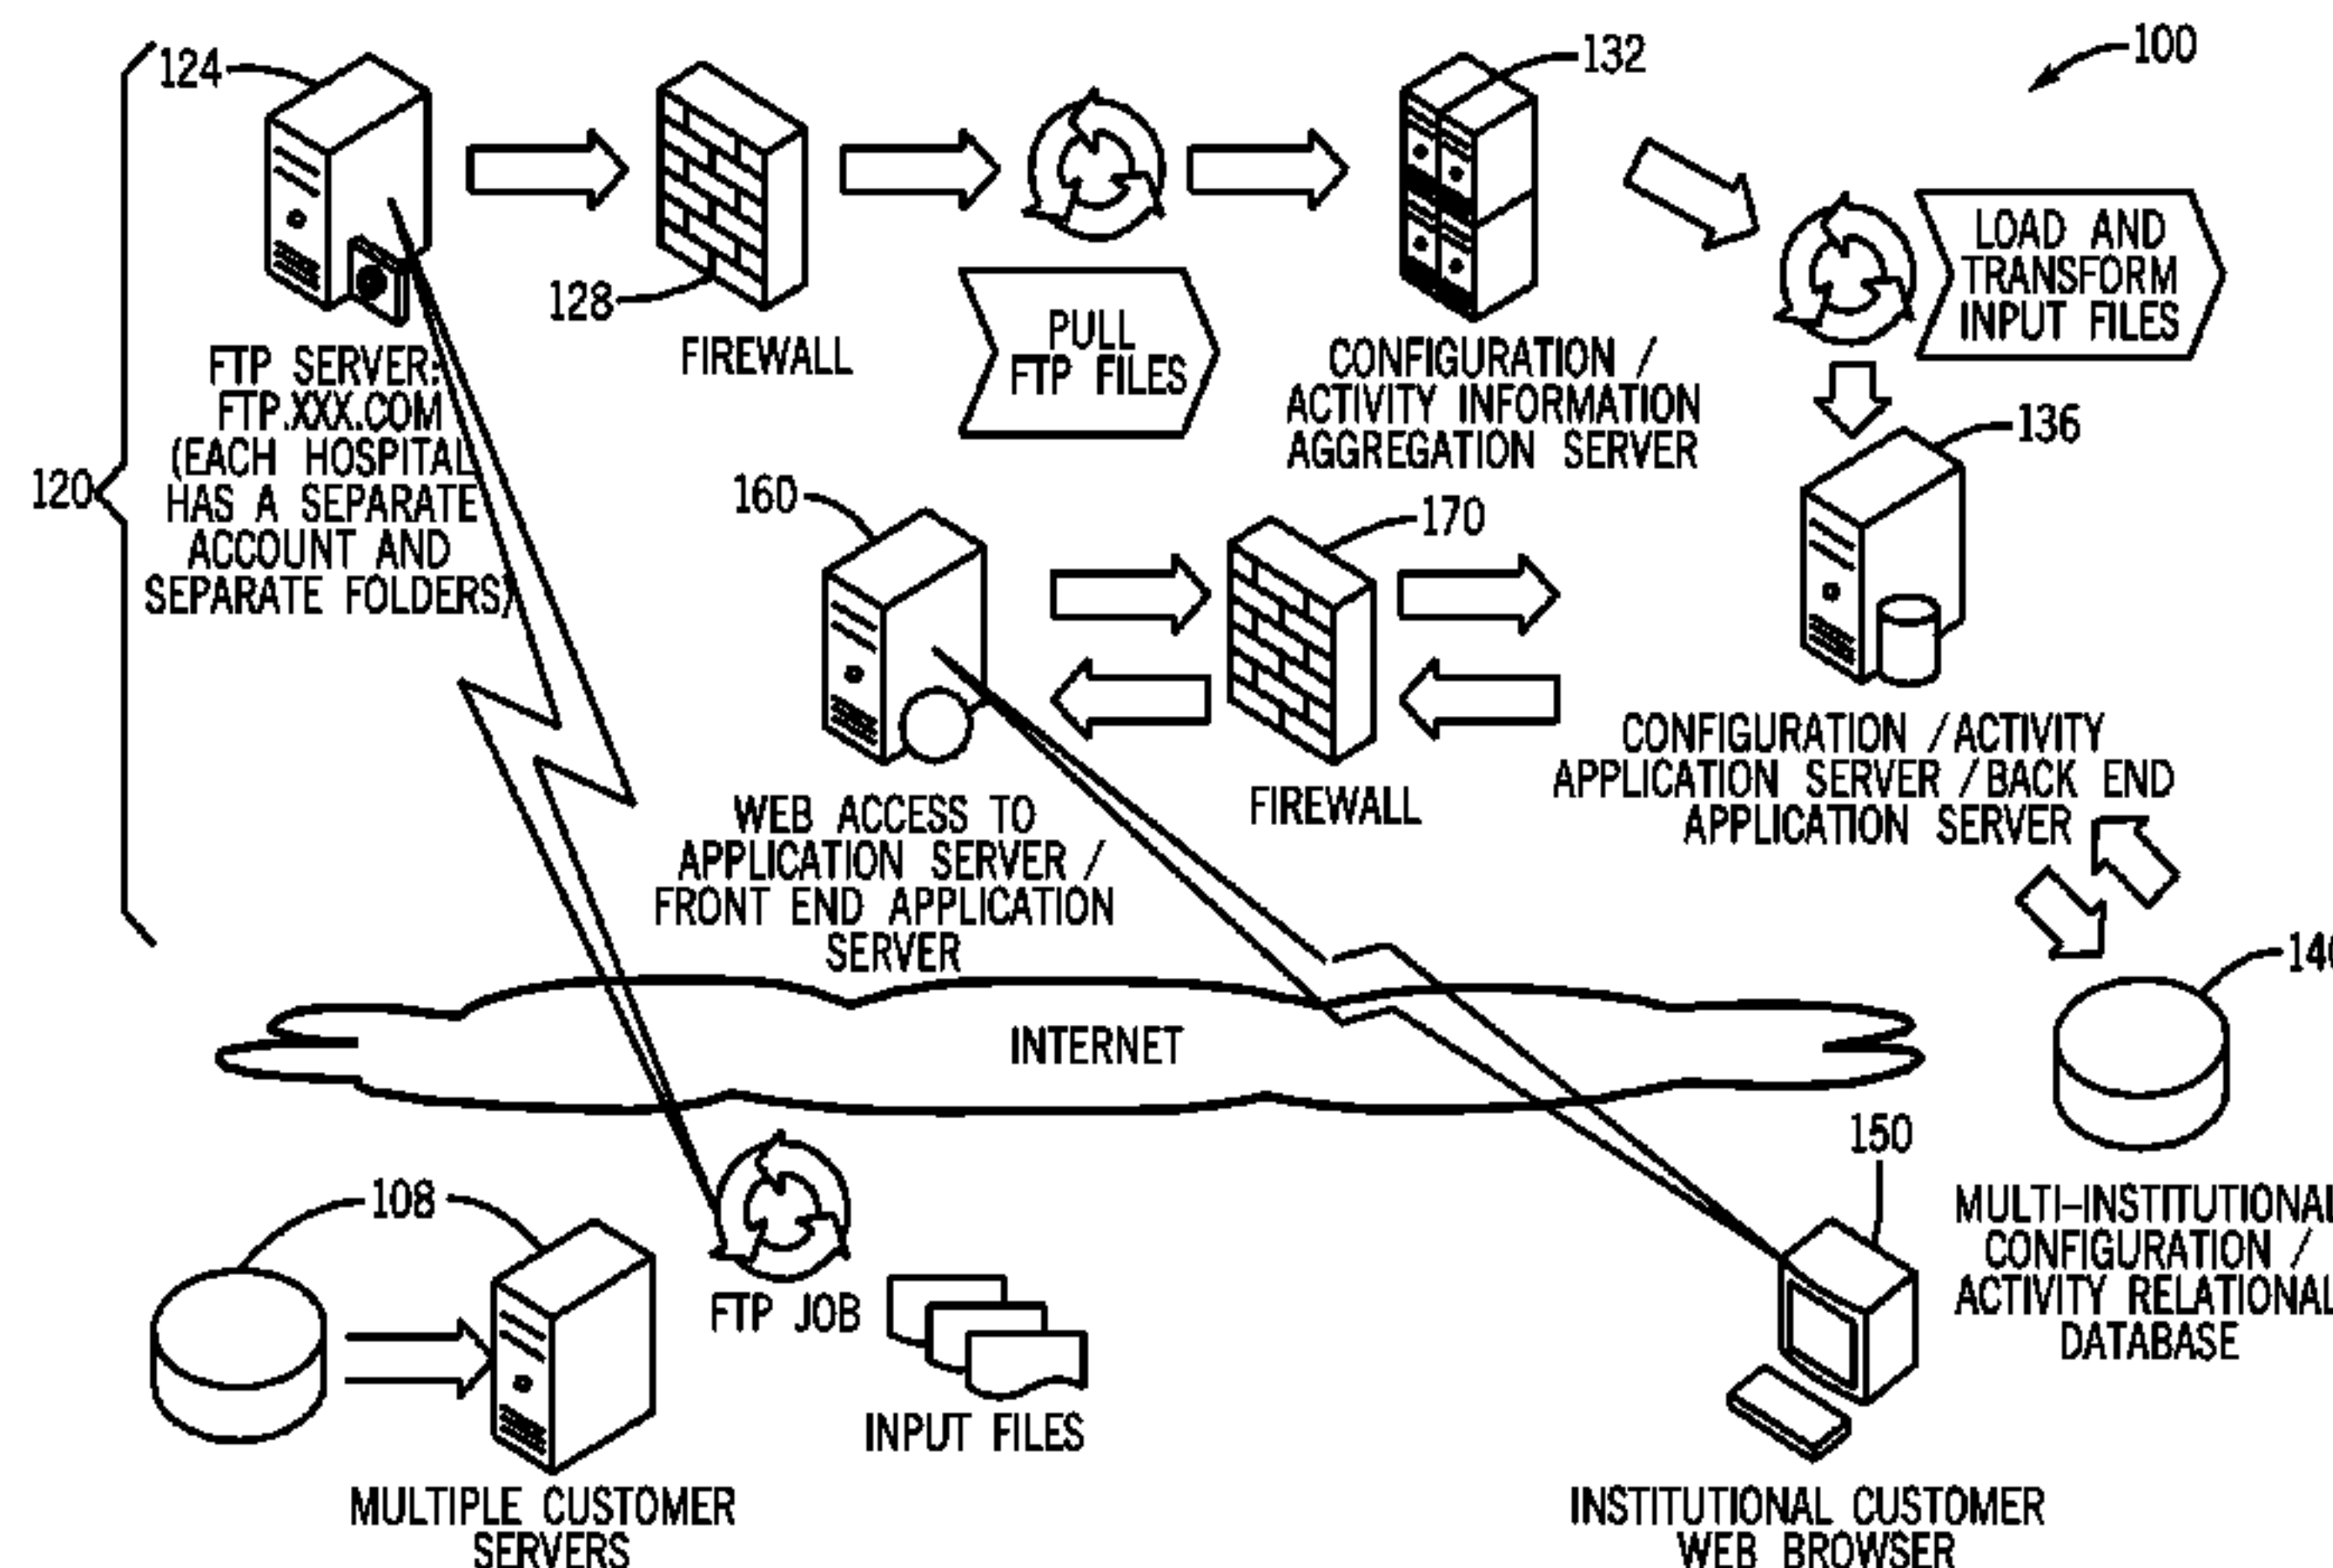 100
124
132
LOAD AND
TRANSFORM
INPUT FILES
128
FIREWALL
PULL
FTP FILES
CONFIGURATION /
ACTIVITY INFORMATION
AGGREGATION SERVER
FTP SERVER:
FTP.XXX.COM
(EACH HOSPITAL
HAS A SEPARATE
ACCOUNT AND
SEPARATE FOLDERS)
120
136
160
170
CONFIGURATION /ACTIVITY
APPLICATION SERVER /BACK END
APPLICATION SERVER
FIREWALL
WEB ACCESS TO
APPLICATION SERVER /
FRONT END APPLICATION
SERVER
140
INTERNET
150
108
MULTI-INSTITUTIONAL
CONFIGURATION /
ACTIVITY RELATIONAL
DATABASE
FTP JOB
INPUT FILES
MULTIPLE CUSTOMER
SERVERS
INSTITUTIONAL CUSTOMER
WEB BROWSER